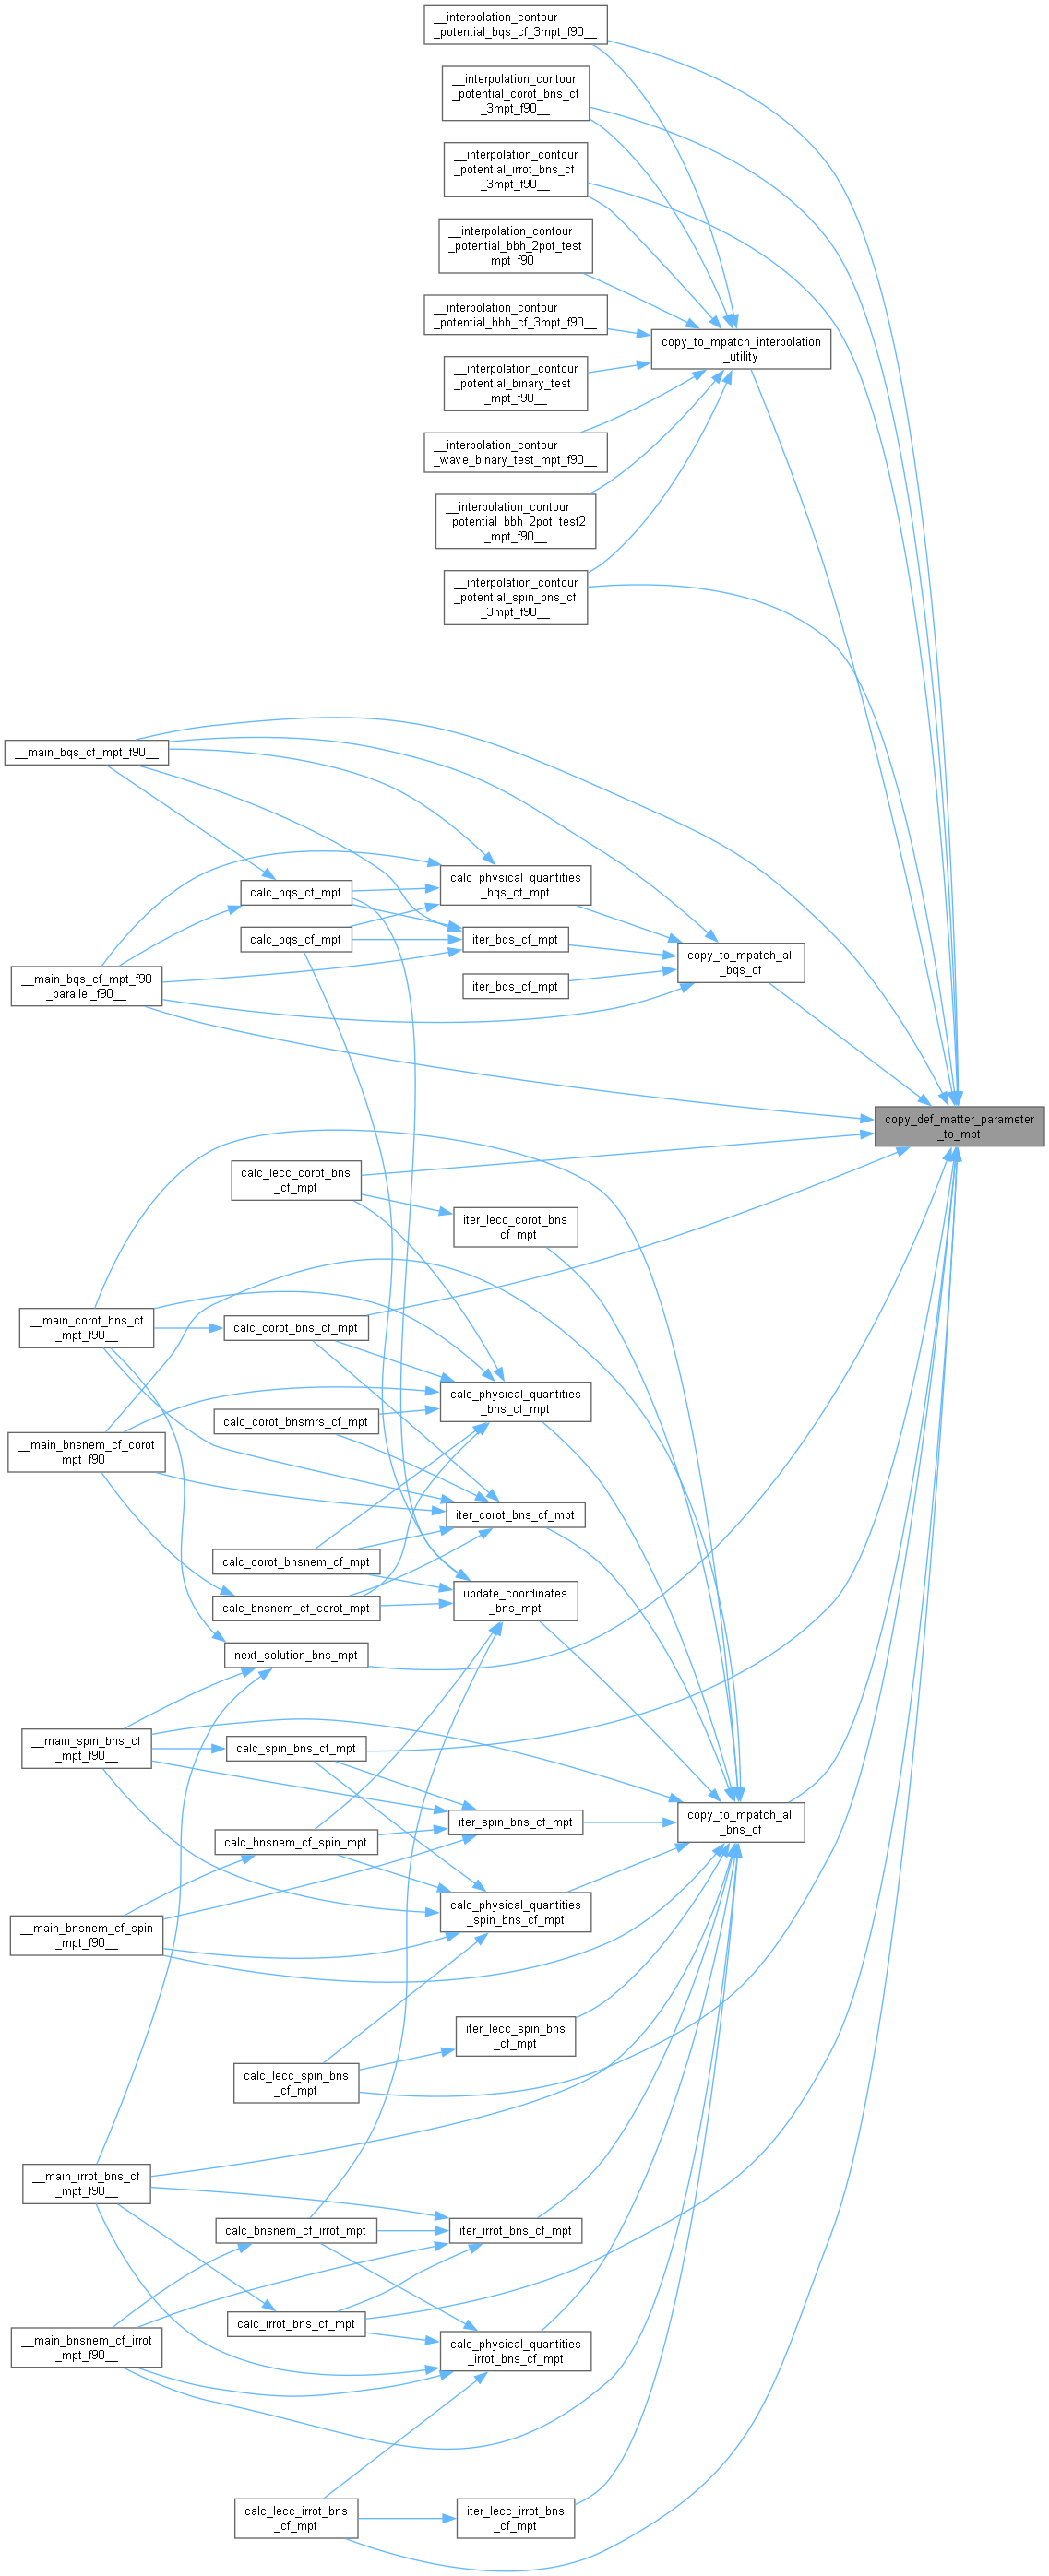 __interpolation_contour
_potential_bqs_cf_3mpt_f90__
__interpolation_contour
_potential_corot_bns_cf
_3mpt_f90__
__interpolation_contour
_potential_irrot_bns_cf
_3mpt_f90__
__interpolation_contour
_potential_bbh_2pot_test
_mpt_f90__
__interpolation_contour
_potential_bbh_cf_3mpt_f90__
copy_to_mpatch_interpolation
_utility
__interpolation_contour
_potential_binary_test
_mpt_f90__
__interpolation_contour
_wave_binary_test_mpt_f90__
__interpolation_contour
_potential_bbh_2pot_test2
_mpt_f90__
__interpolation_contour
_potential_spin_bns_cf
_3mpt_f90__
__main_bqs_cf_mpt_f90__
calc_physical_quantities
_bqs_cf_mpt
calc_bqs_cf_mpt
iter_bqs_cf_mpt
calc_bqs_cf_mpt
copy_to_mpatch_all
_bqs_cf
__main_bqs_cf_mpt_f90
_parallel_f90__
iter_bqs_cf_mpt
copy_def_matter_parameter
_to_mpt
calc_lecc_corot_bns
_cf_mpt
iter_lecc_corot_bns
_cf_mpt
__main_corot_bns_cf
_mpt_f90__
calc_corot_bns_cf_mpt
calc_physical_quantities
_bns_cf_mpt
calc_corot_bnsmrs_cf_mpt
__main_bnsnem_cf_corot
_mpt_f90__
iter_corot_bns_cf_mpt
calc_corot_bnsnem_cf_mpt
update_coordinates
_bns_mpt
calc_bnsnem_cf_corot_mpt
next_solution_bns_mpt
__main_spin_bns_cf
_mpt_f90__
calc_spin_bns_cf_mpt
iter_spin_bns_cf_mpt
copy_to_mpatch_all
_bns_cf
calc_bnsnem_cf_spin_mpt
calc_physical_quantities
_spin_bns_cf_mpt
__main_bnsnem_cf_spin
_mpt_f90__
iter_lecc_spin_bns
_cf_mpt
calc_lecc_spin_bns
_cf_mpt
__main_irrot_bns_cf
_mpt_f90__
calc_bnsnem_cf_irrot_mpt
iter_irrot_bns_cf_mpt
calc_irrot_bns_cf_mpt
__main_bnsnem_cf_irrot
_mpt_f90__
calc_physical_quantities
_irrot_bns_cf_mpt
calc_lecc_irrot_bns
_cf_mpt
iter_lecc_irrot_bns
_cf_mpt